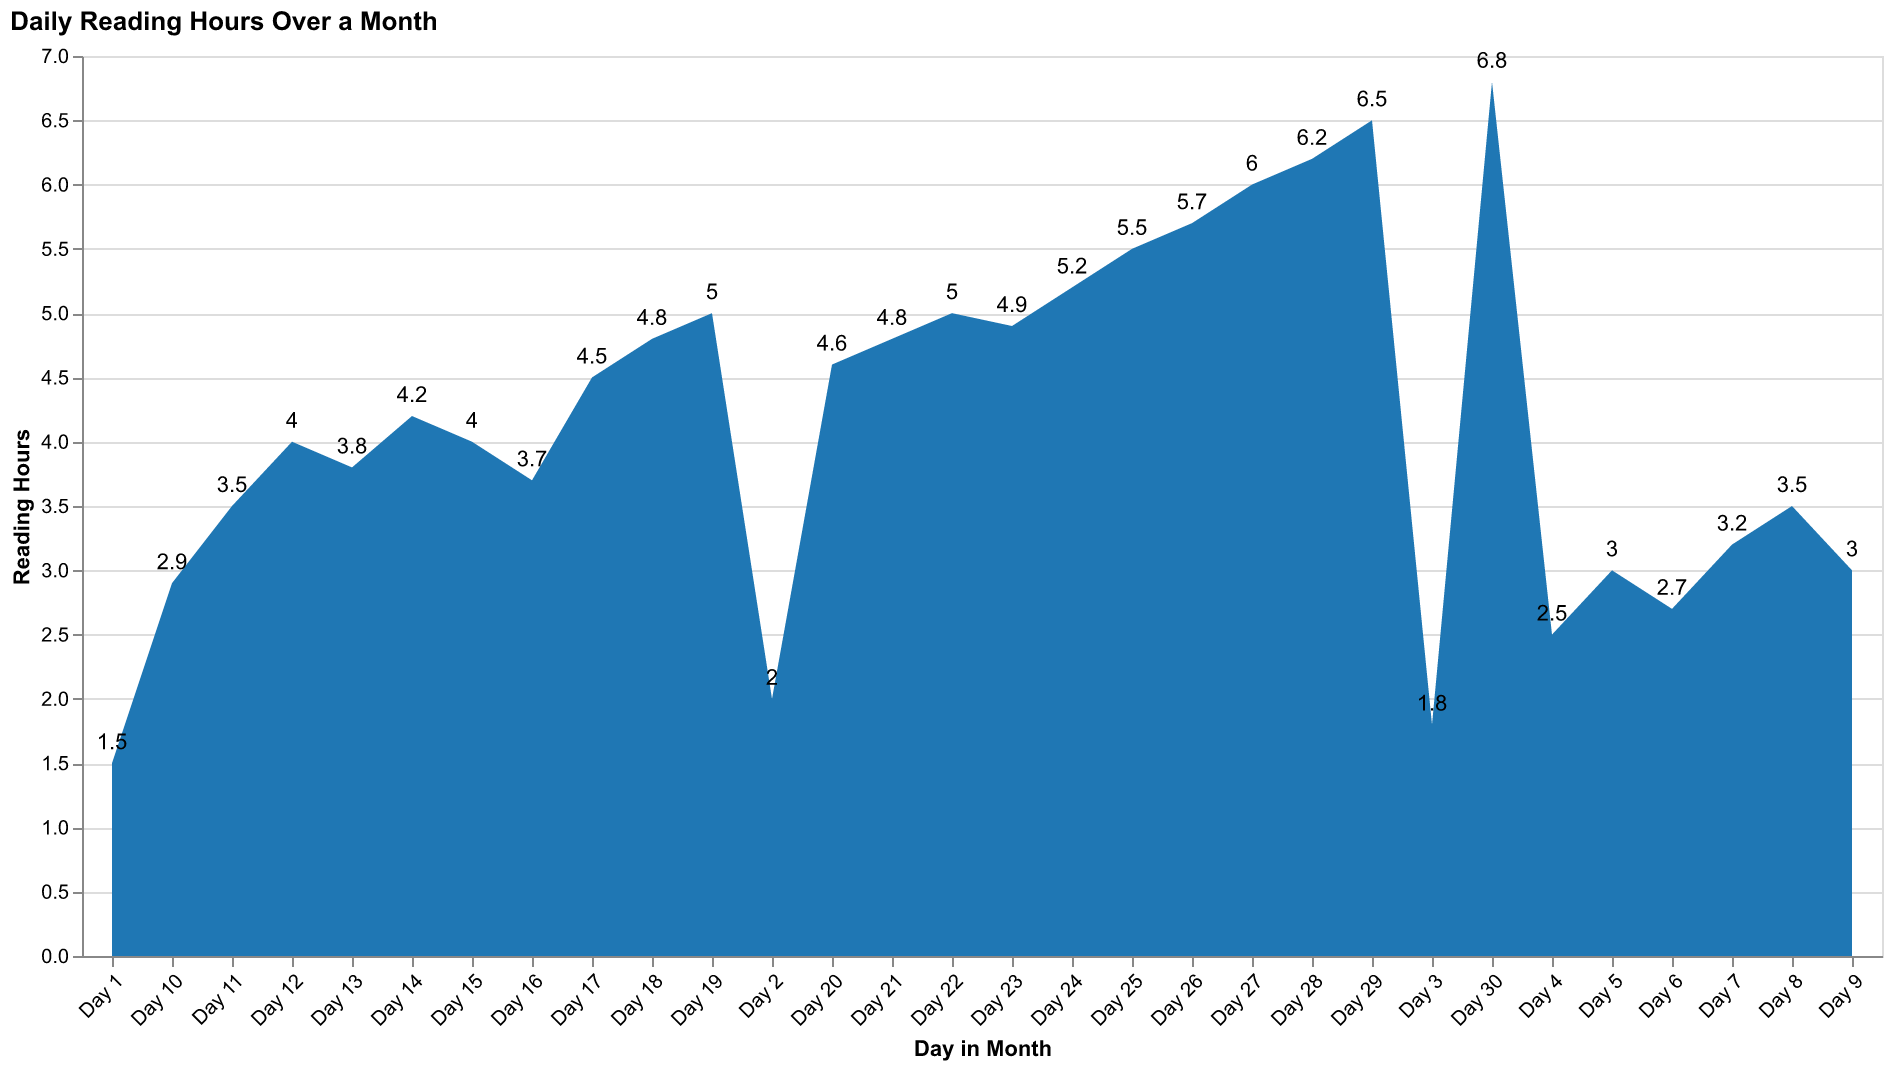 Daily Reading Hours Over a Month
7.0
6.5
6.0
5.5
5.0
4.5
4.0
3.5
3.0
2.5
2.0
1.5
1.0
0.5
0.0
Reading Hours
1.5
2.9
3.5
4
3.8
4.2
4
3.7
4.5
4.8
5
2
4.6
4.8
5
4.9
5.2
5.5
5.7
6
6.2
6.5
1.8
6.8
2.5
3
2.7
3.2
3.5
3
Day 1
Day 10
Day 11
Day 12
Day 13
Day 14
Day 15
Day 16
Day 17
Day 18
Day 19
Day 2
Day 20
Day 21
Day 22
Day 23
Day 24
Day 25
Day 26
Day 27
Day 28
Day 29
Day 3
Day 30
Day 4
Day 5
Day 6
Day 7
Day 8
Day 9
Day in Month